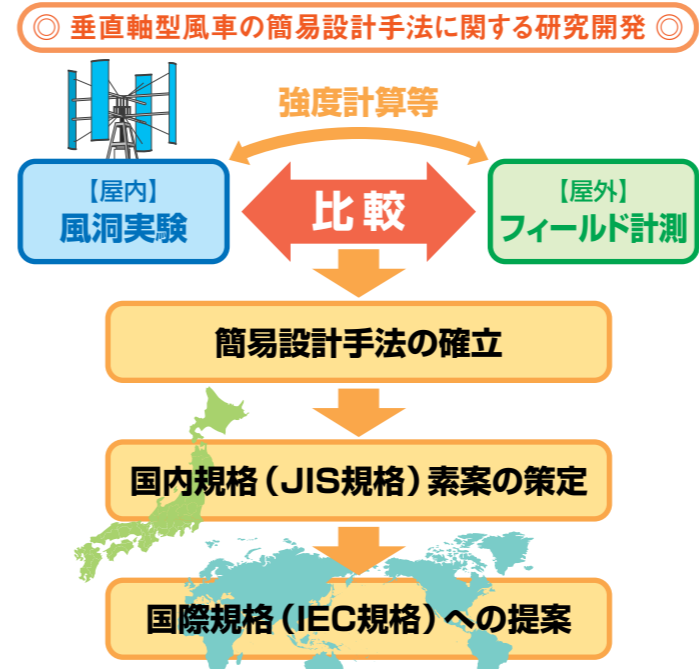 ◎ 垂直軸型風車の簡易設計手法に関する研究開発 ◎
強度計算等
【屋内】
風洞実験
比較
【屋外】
フィールド計測
簡易設計手法の確立
国内規格(JIS規格)素案の策定
国際規格(IEC規格)への提案